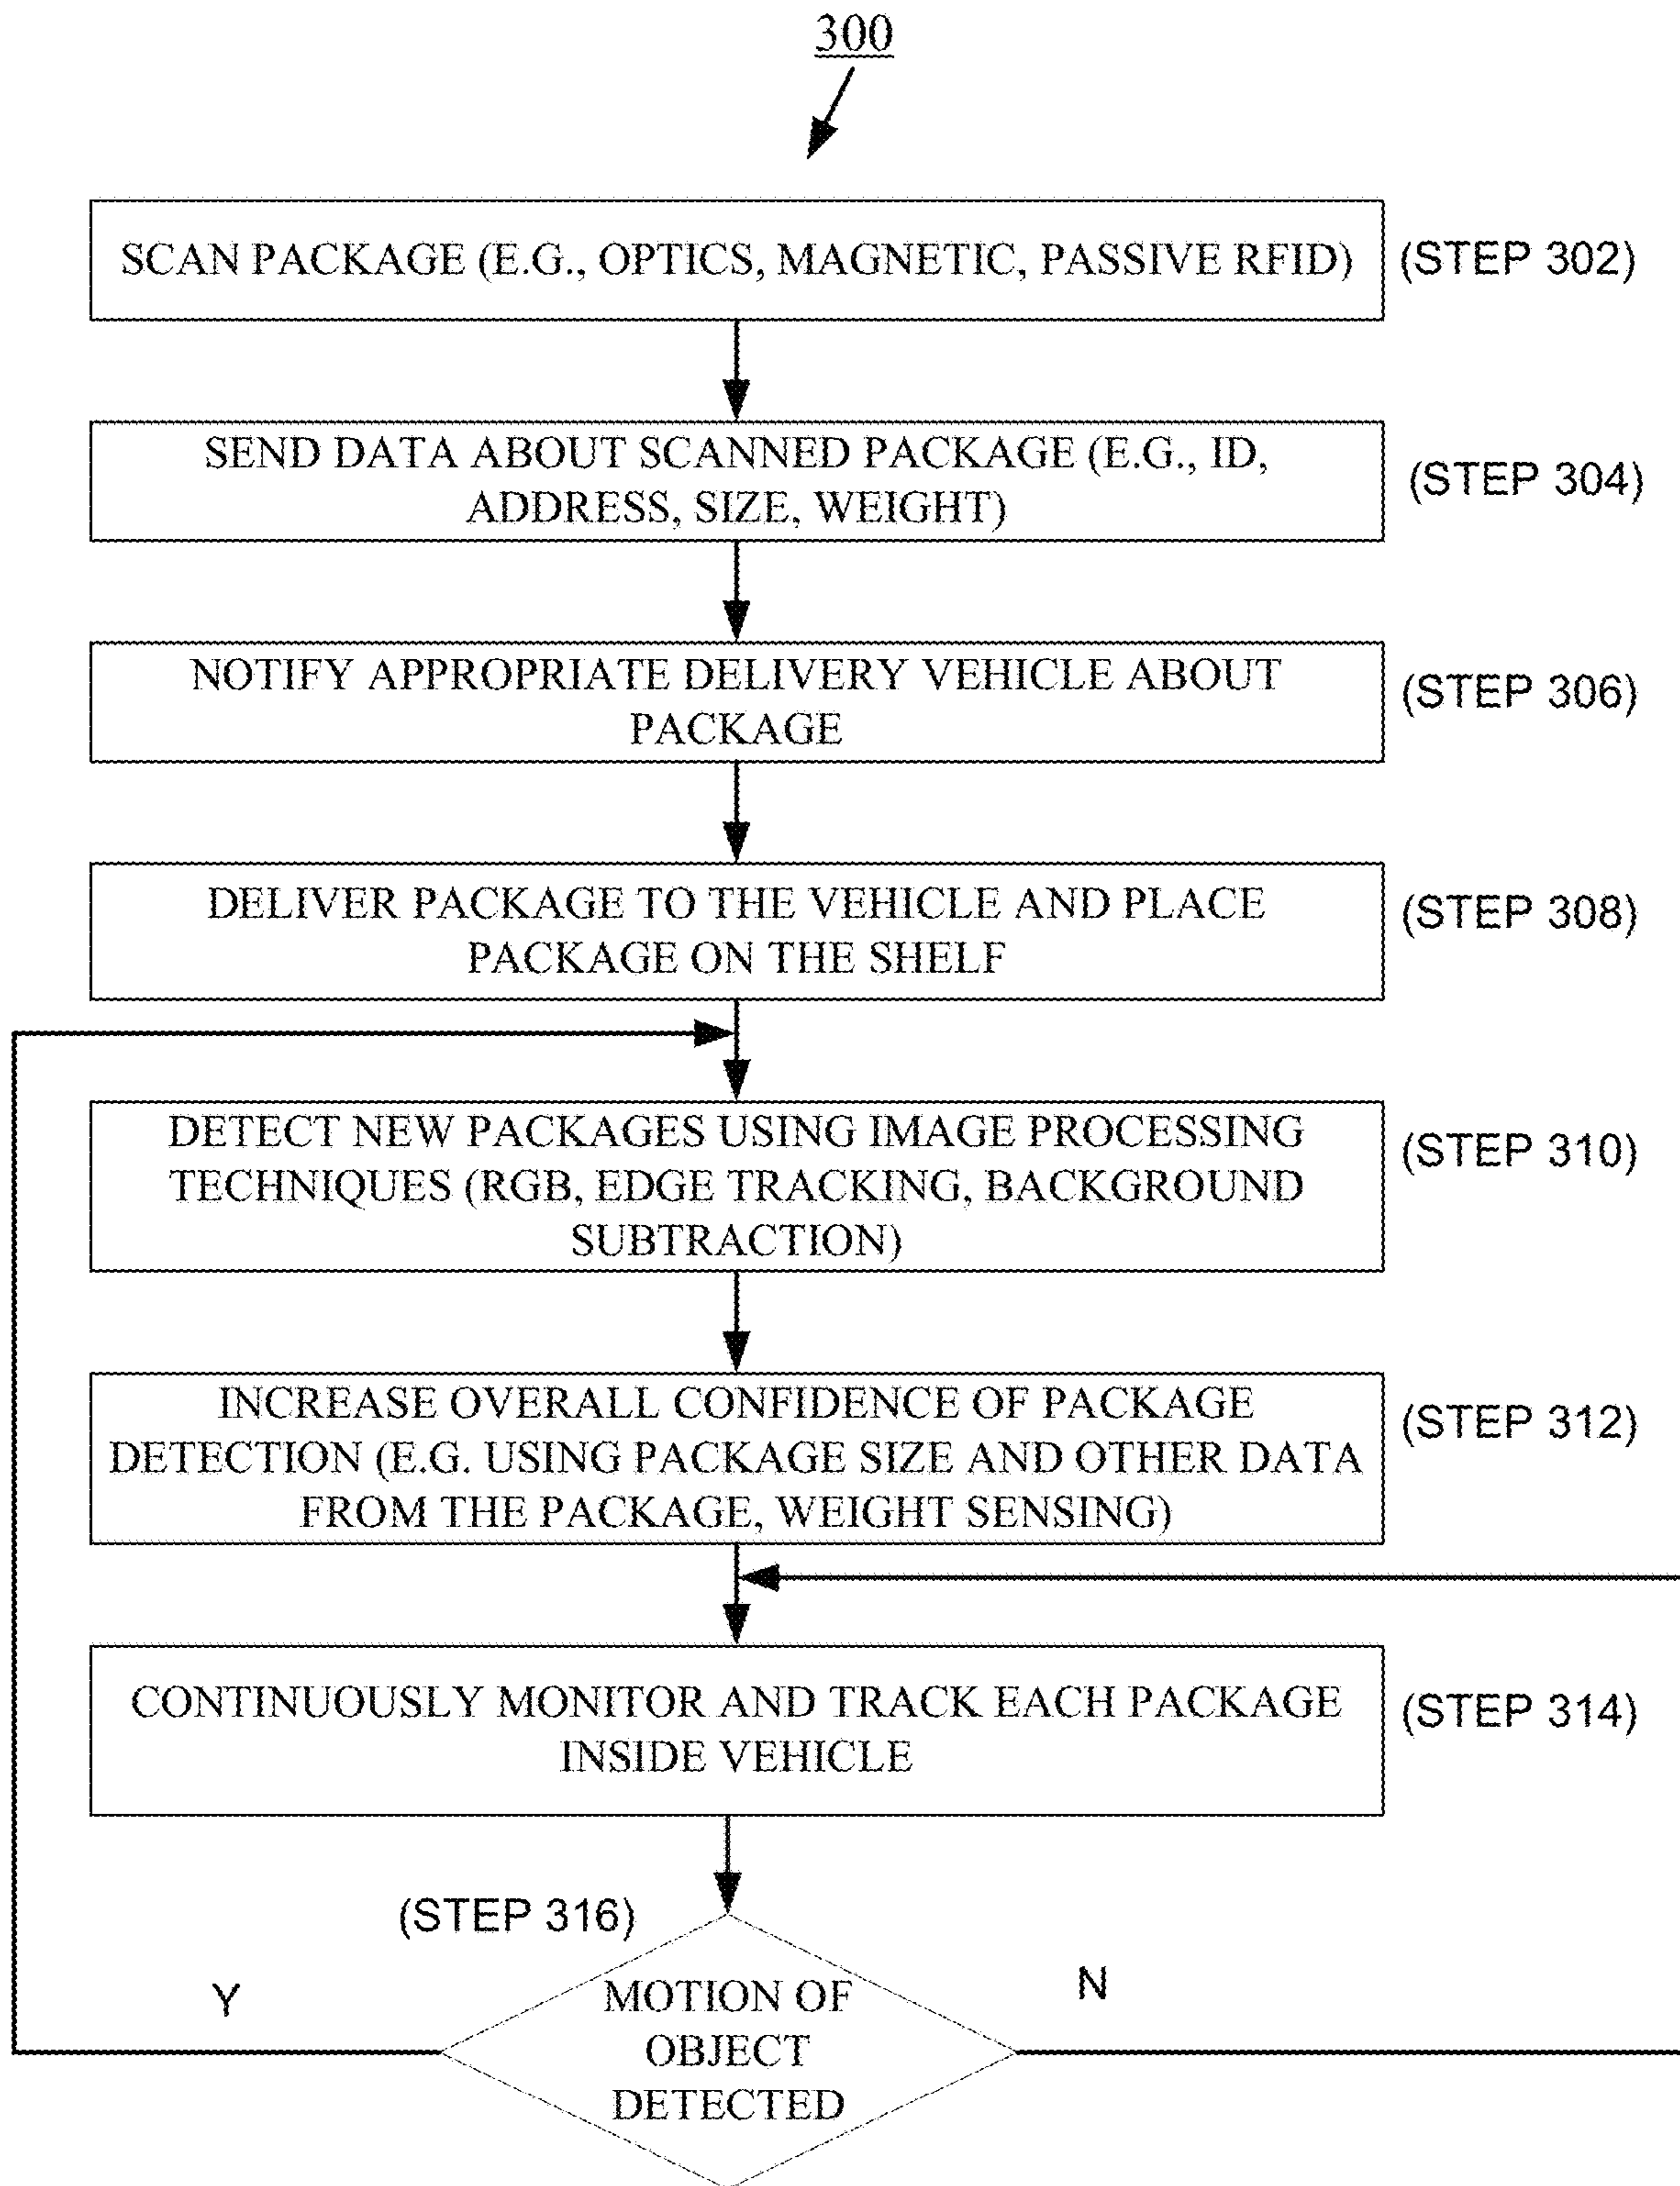 300
SCAN PACKAGE (E.G., OPTICS, MAGNETIC, PASSIVE RFID)
(STEP 302)
SEND DATA ABOUT SCANNED PACKAGE (E.G., ID,
ADDRESS, SIZE, WEIGHT)
(STEP 304)
NOTIFY APPROPRIATE DELIVERY VEHICLE ABOUT
PACKAGE
(STEP 306)
DELIVER PACKAGE TO THE VEHICLE AND PLACE
PACKAGE ON THE SHELF
(STEP 308)
DETECT NEW PACKAGES USING IMAGE PROCESSING
TECHNIQUES (RGB, EDGE TRACKING, BACKGROUND
SUBTRACTION)
(STEP 310)
INCREASE OVERALL CONFIDENCE OF PACKAGE
DETECTION (E.G. USING PACKAGE SIZE AND OTHER DATA
FROM THE PACKAGE, WEIGHT SENSING)
(STEP 312)
CONTINUOUSLY MONITOR AND TRACK EACH PACKAGE
INSIDE VEHICLE
(STEP 314)
(STEP 316)
Y
MOTION OF
OBJECT
DETECTED
N